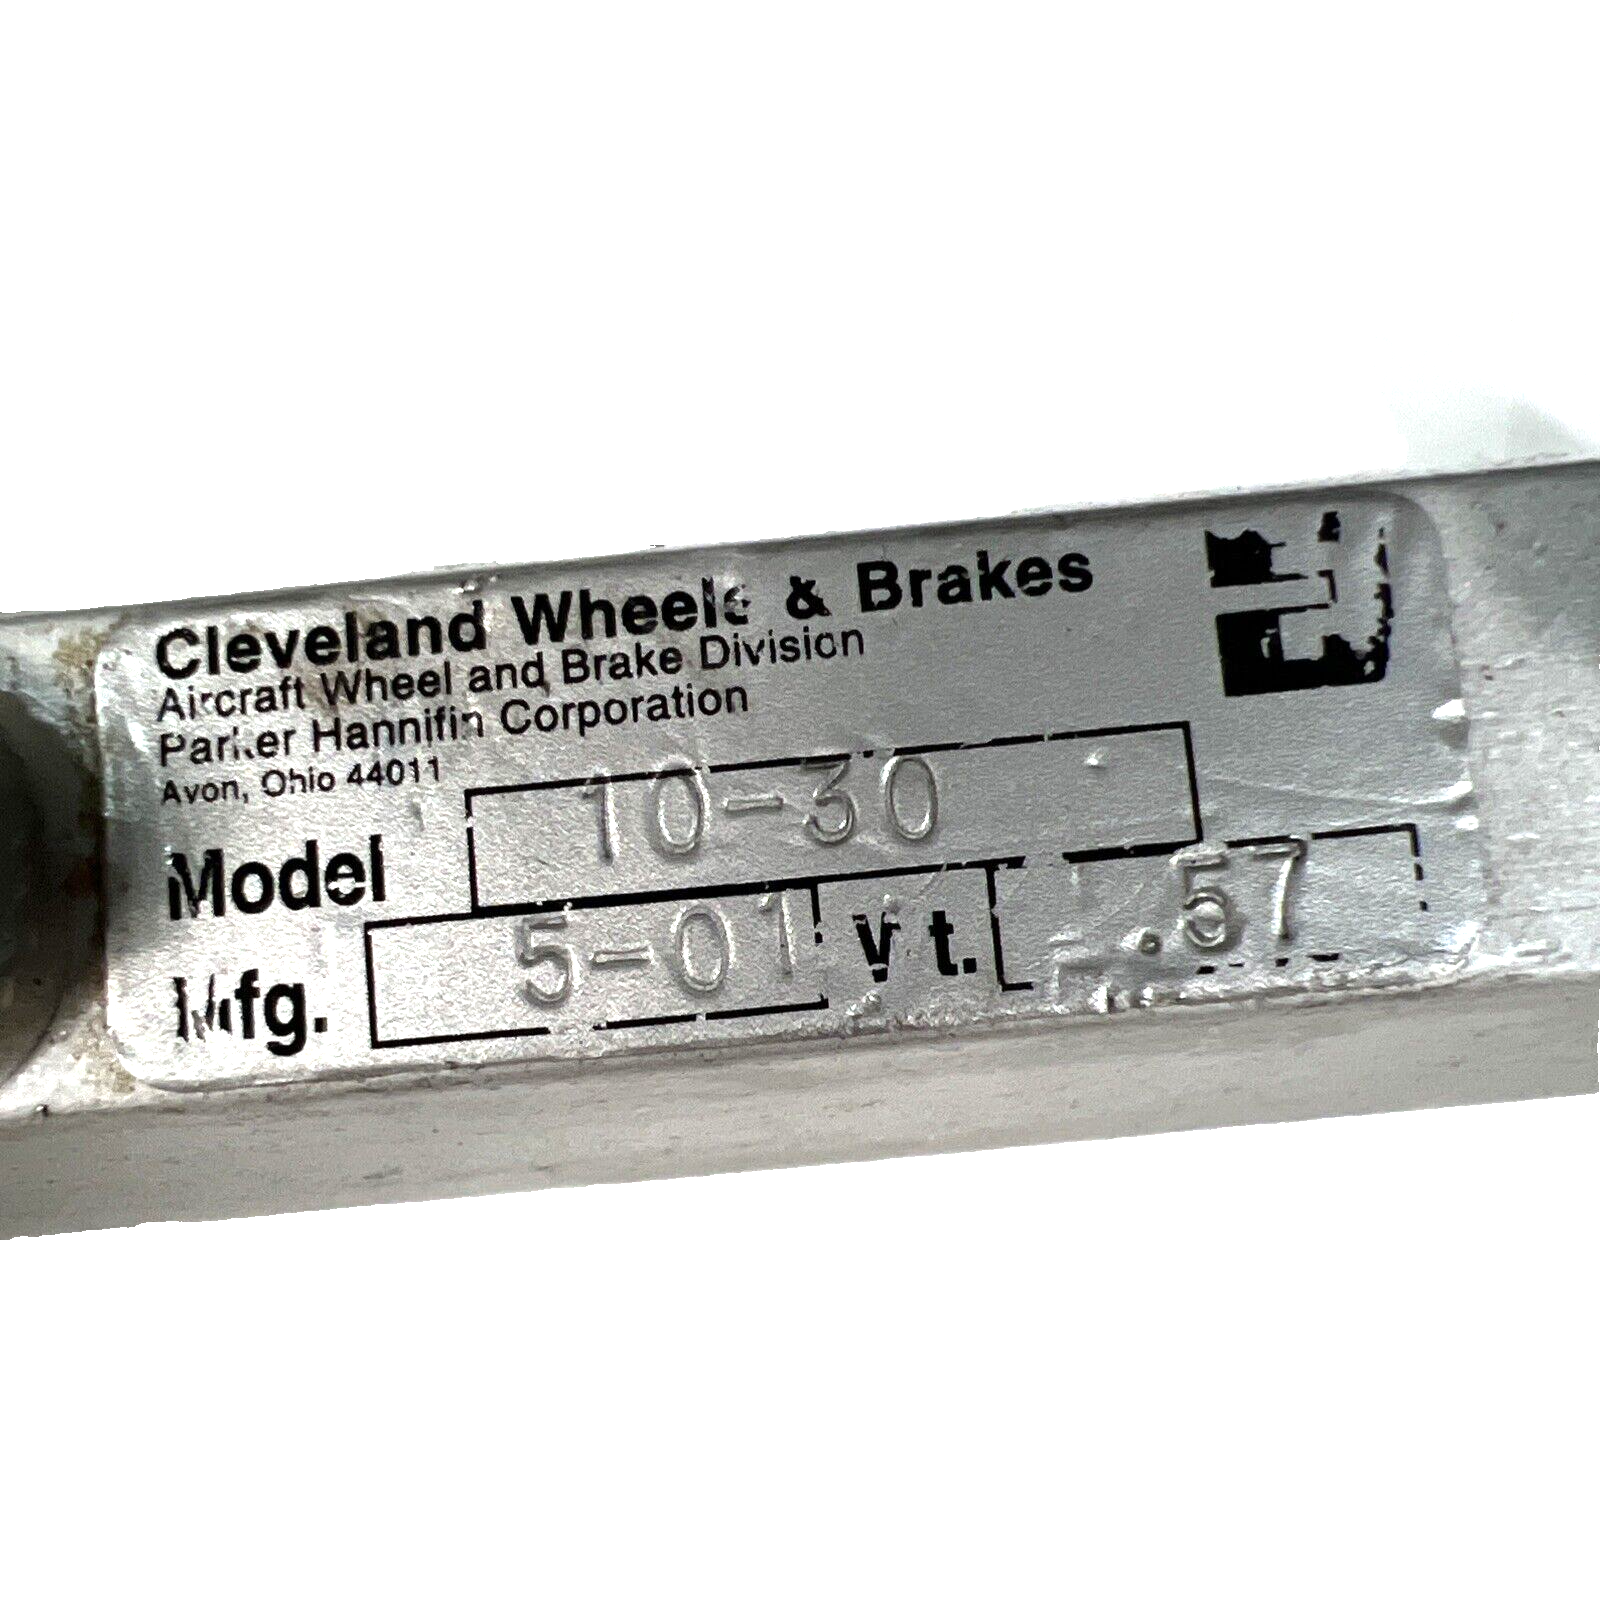 Cleveland Wheels & Brakes
Aircraft Wheel and Brake Division
Parker Hannifin Corporation
Avon, Ohio 44011
Model 10-30
Mfg. 5-01 Wt. .57